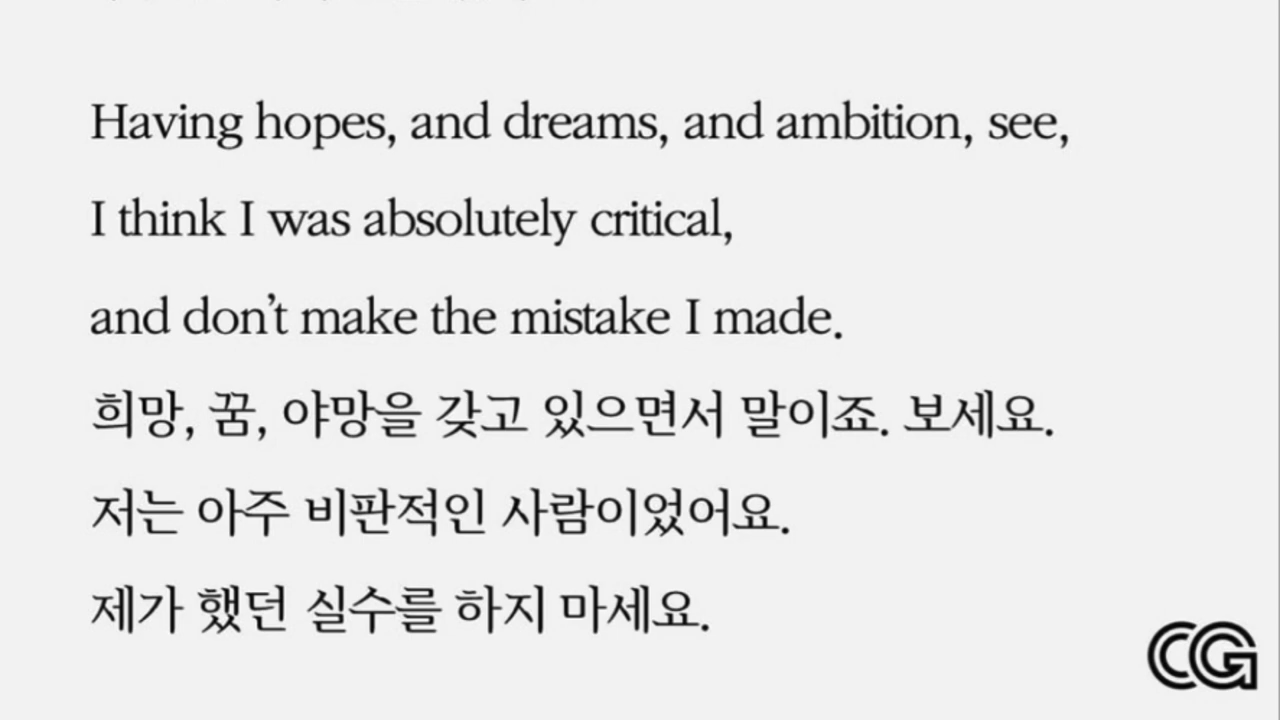 Having hopes, and dreams, and ambition, see,
I think I was absolutely critical,
and don't make the mistake I made.
희망, 꿈, 야망을 갖고 있으면서 말이죠. 보세요.
저는 아주 비판적인 사람이었어요.
제가 했던 실수를 하지 마세요.
CG